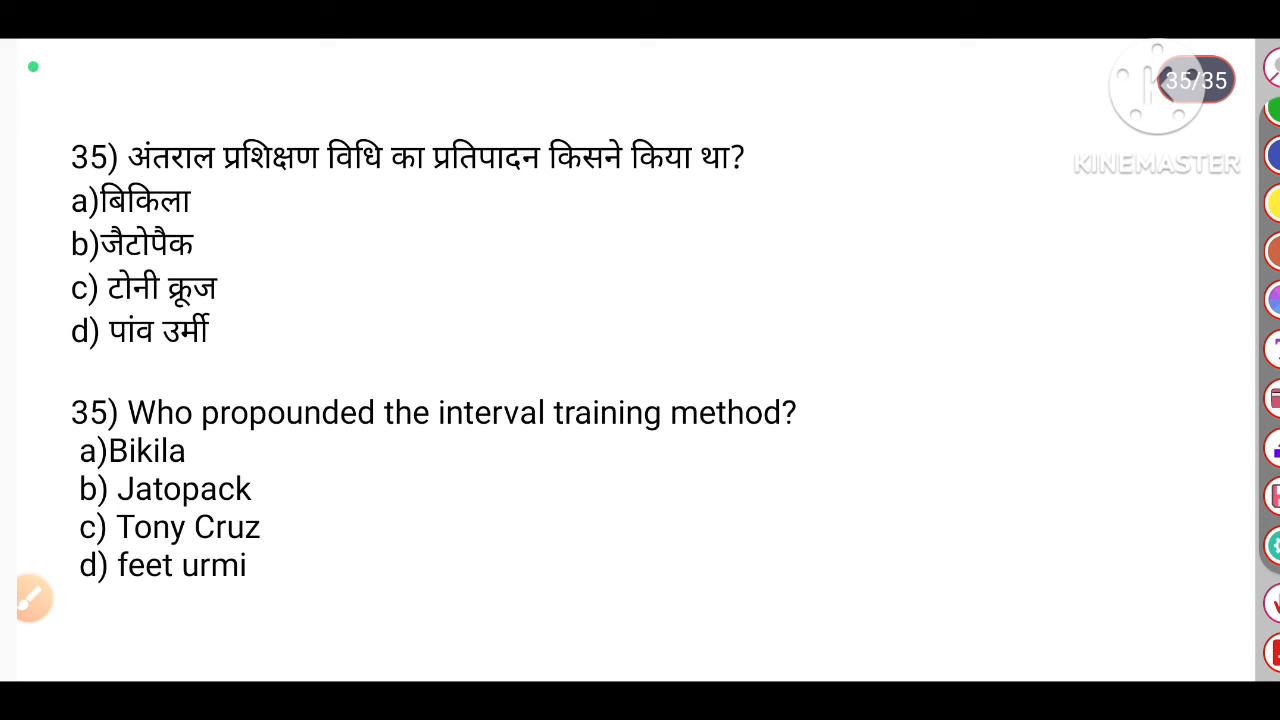 35/35
KINEMASTER
35) अंतराल प्रशिक्षण विधि का प्रतिपादन किसने किया था?
a)बिकिला
b)जैटोपैक
c) टोनी क्रूज
d) पांव उर्मी
35) Who propounded the interval training method?
a)Bikila
b) Jatopack
c) Tony Cruz
d) feet urmi